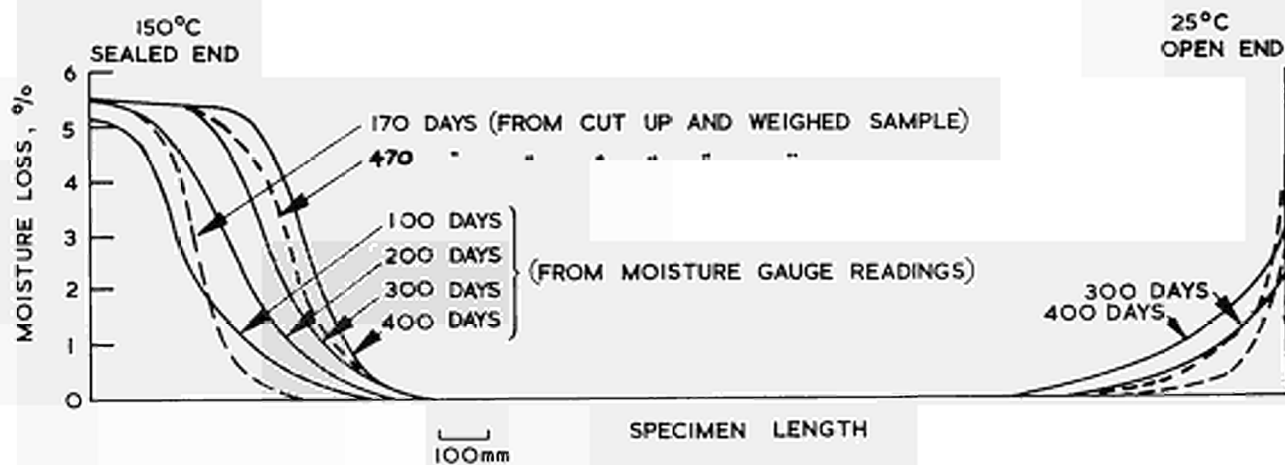 150°C
SEALED END
25°C
OPEN END
MOISTURE LOSS, %
6
5
4
3
2
1
0
170 DAYS (FROM CUT UP AND WEIGHED SAMPLE)
470 " " " " " "
100 DAYS
200 DAYS
300 DAYS
400 DAYS
(FROM MOISTURE GAUGE READINGS)
300 DAYS
400 DAYS
SPECIMEN LENGTH
100mm